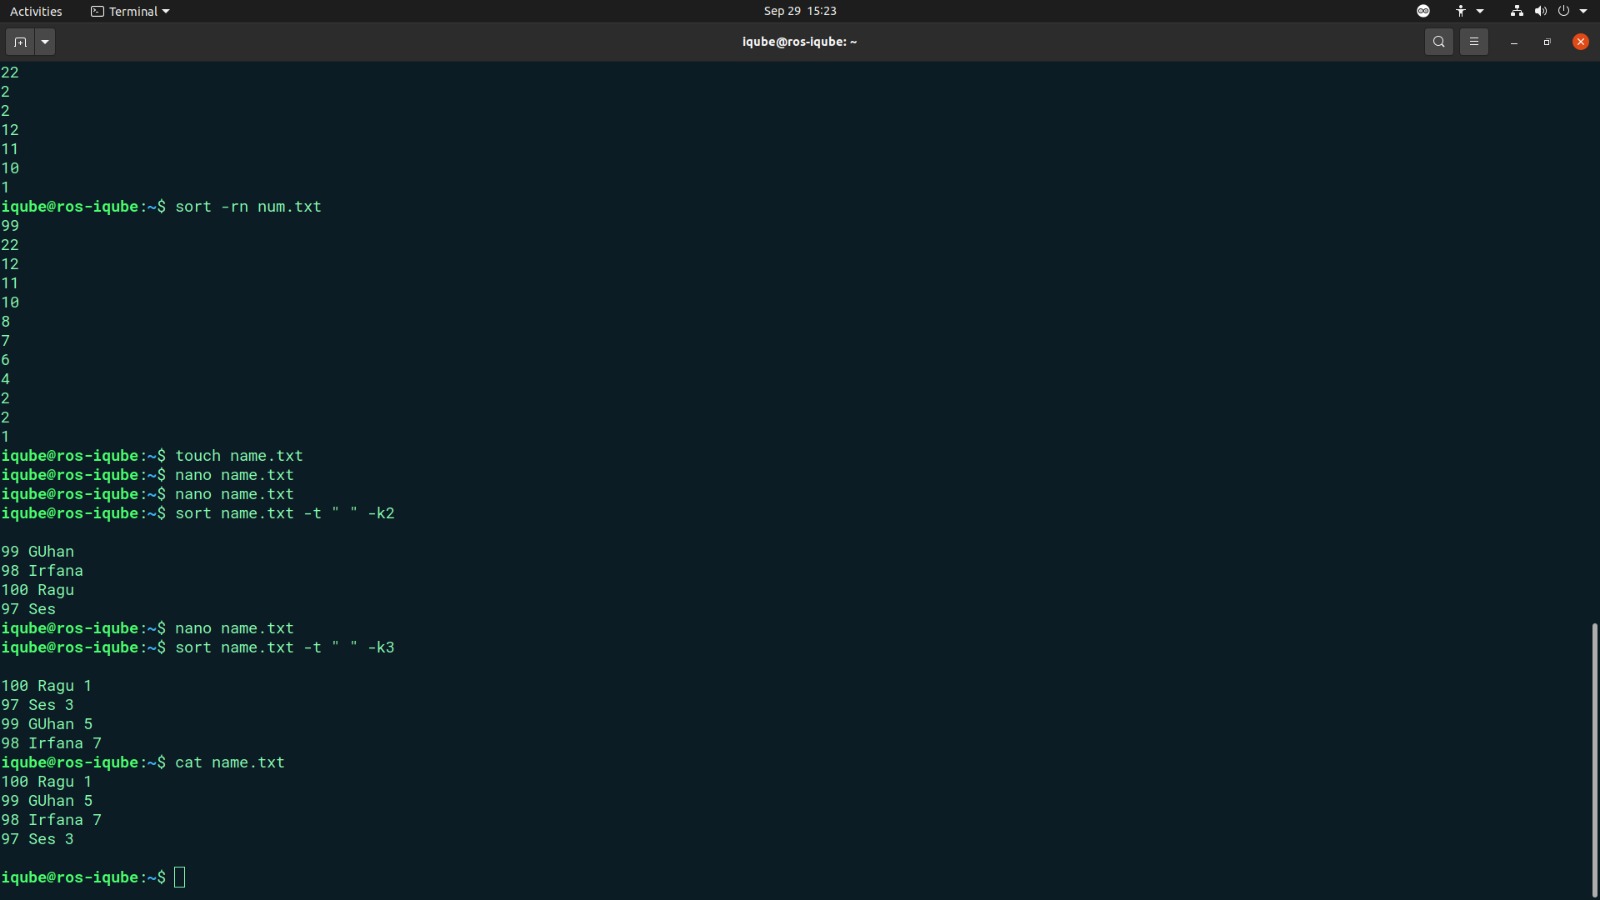 Activities
Terminal
Sep 29 15:23
iqube@ros-iqube: ~
22
2
2
12
11
10
1
iqube@ros-iqube:~$ sort -rn num.txt
99
22
12
11
10
8
7
6
4
2
2
1
iqube@ros-iqube:~$ touch name.txt
iqube@ros-iqube:~$ nano name.txt
iqube@ros-iqube:~$ nano name.txt
iqube@ros-iqube:~$ sort name.txt -t " " -k2
99 GUhan
98 Irfana
100 Ragu
97 Ses
iqube@ros-iqube:~$ nano name.txt
iqube@ros-iqube:~$ sort name.txt -t " " -k3
100 Ragu 1
97 Ses 3
99 GUhan 5
98 Irfana 7
iqube@ros-iqube:~$ cat name.txt
100 Ragu 1
99 GUhan 5
98 Irfana 7
97 Ses 3
iqube@ros-iqube:~$